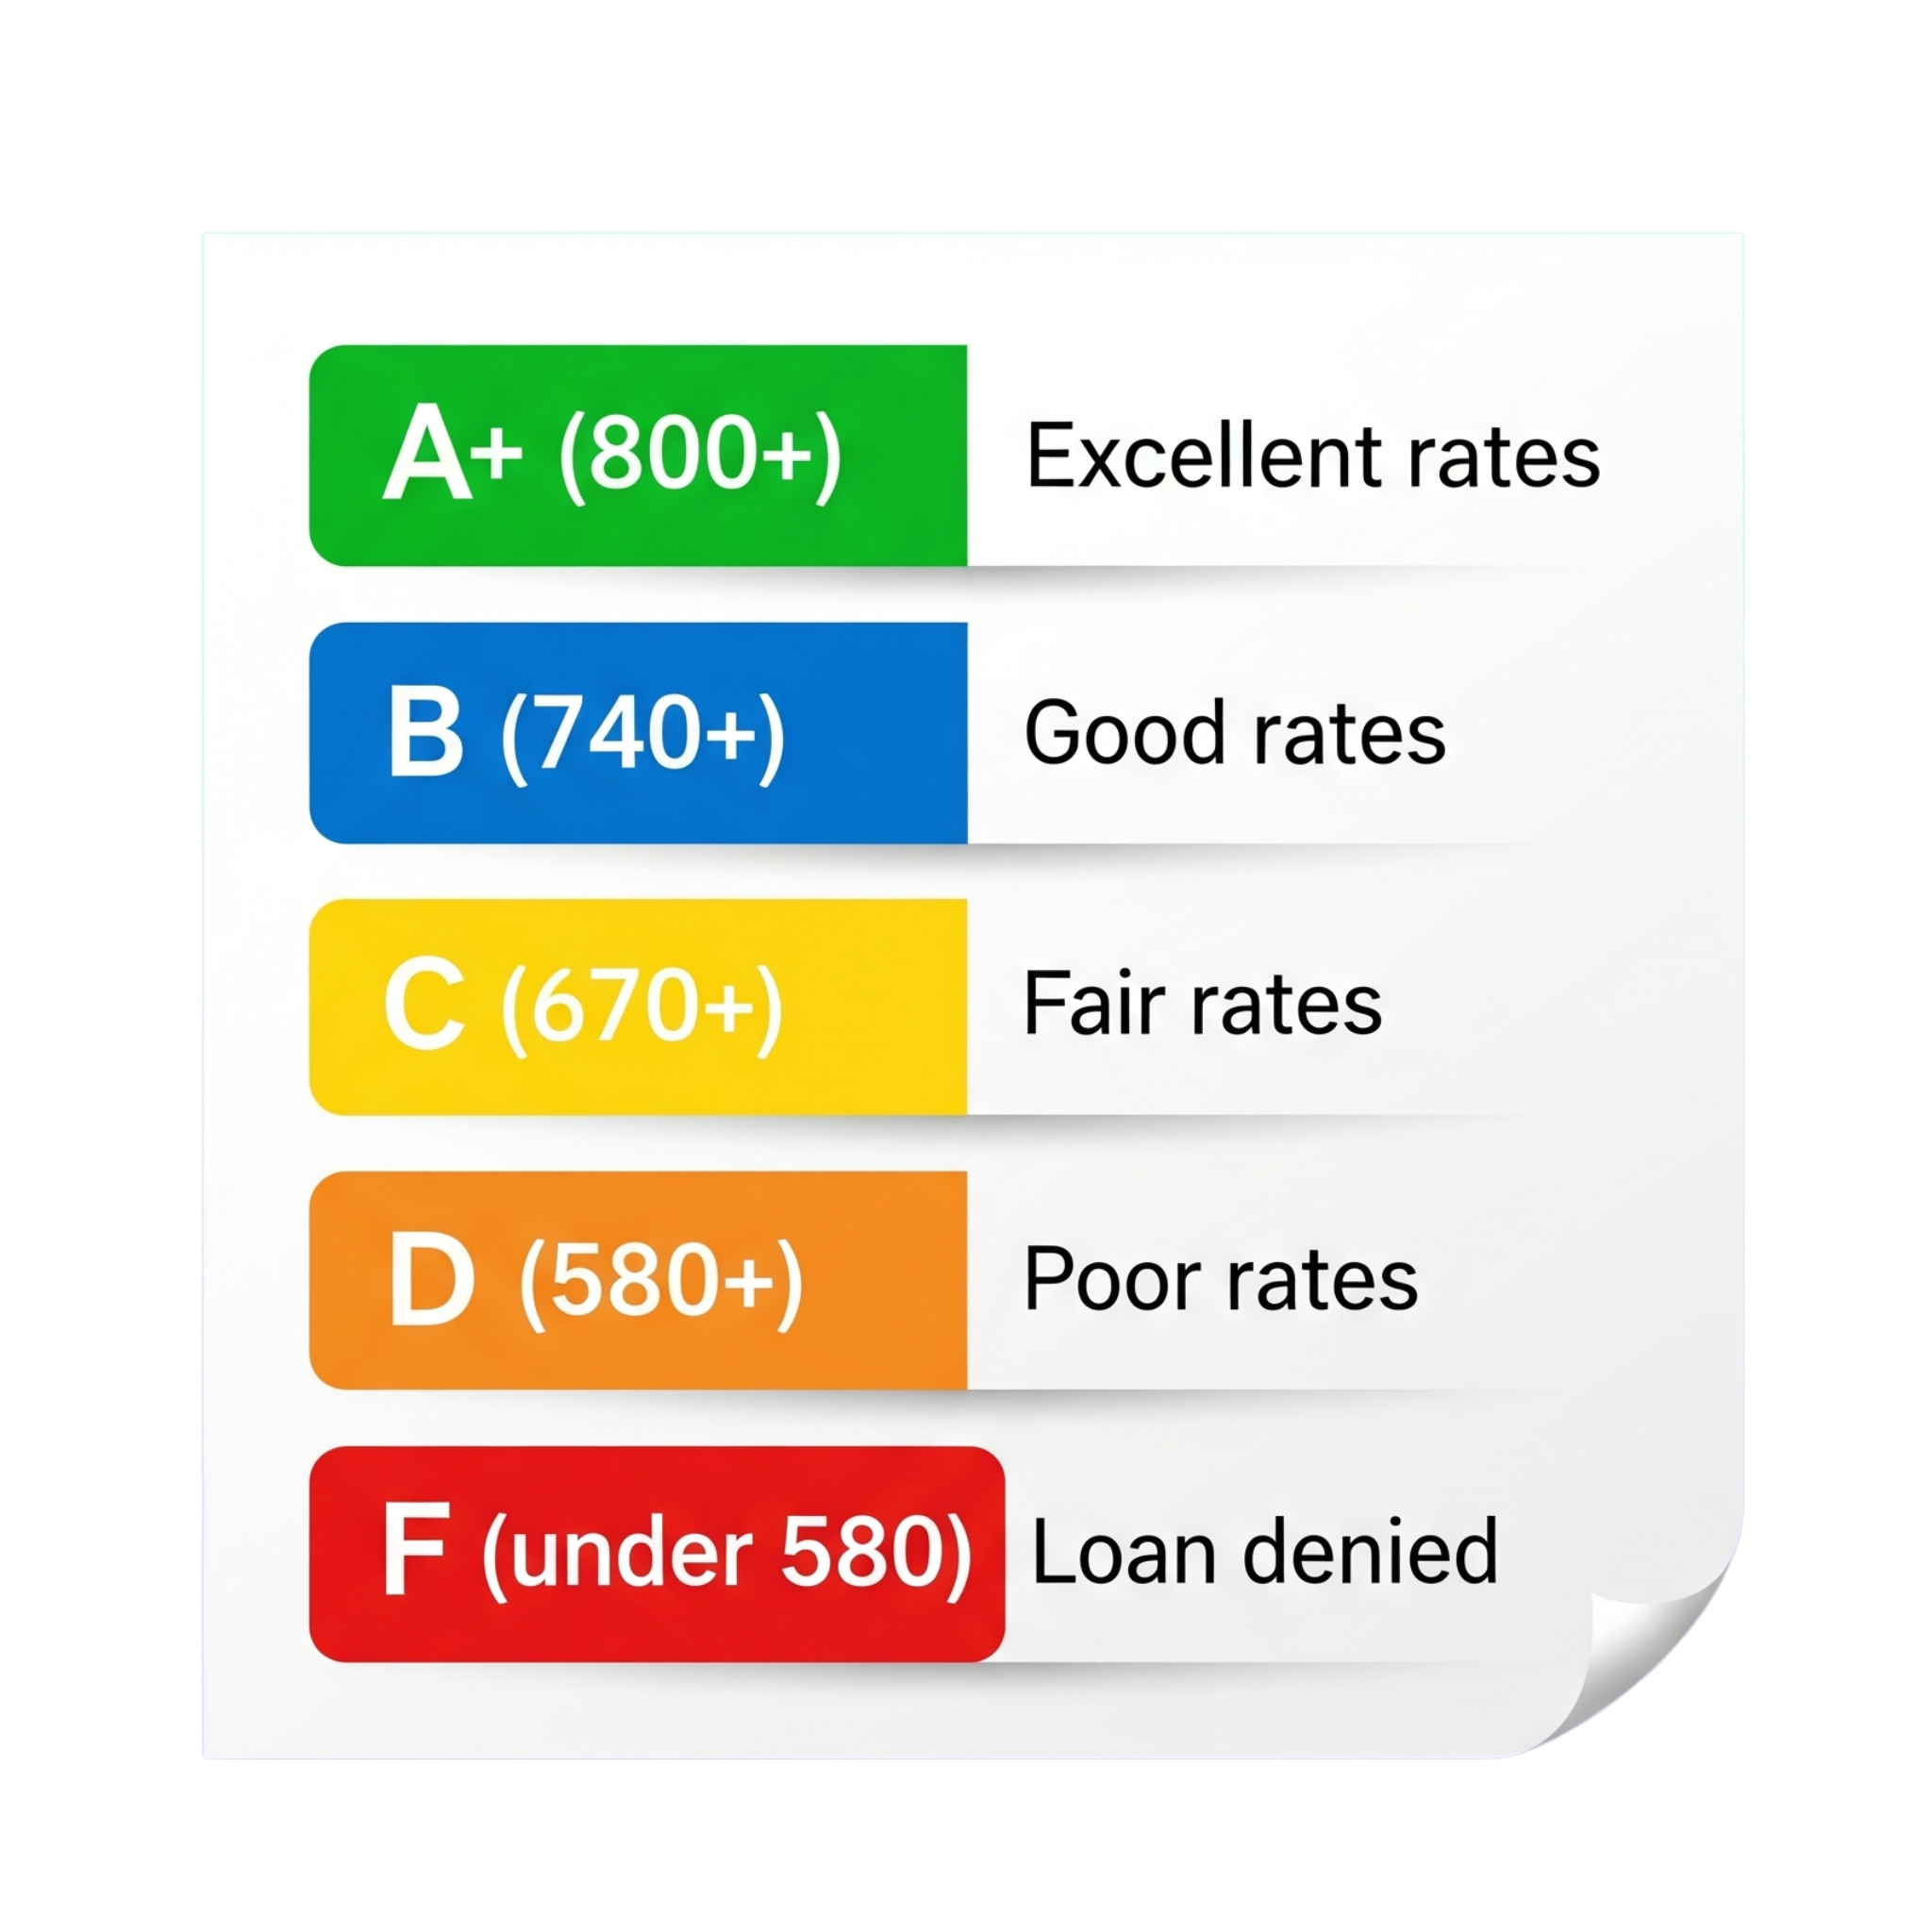 A+ (800+) Excellent rates
B (740+) Good rates
C (670+) Fair rates
D (580+) Poor rates
F (under 580) Loan denied